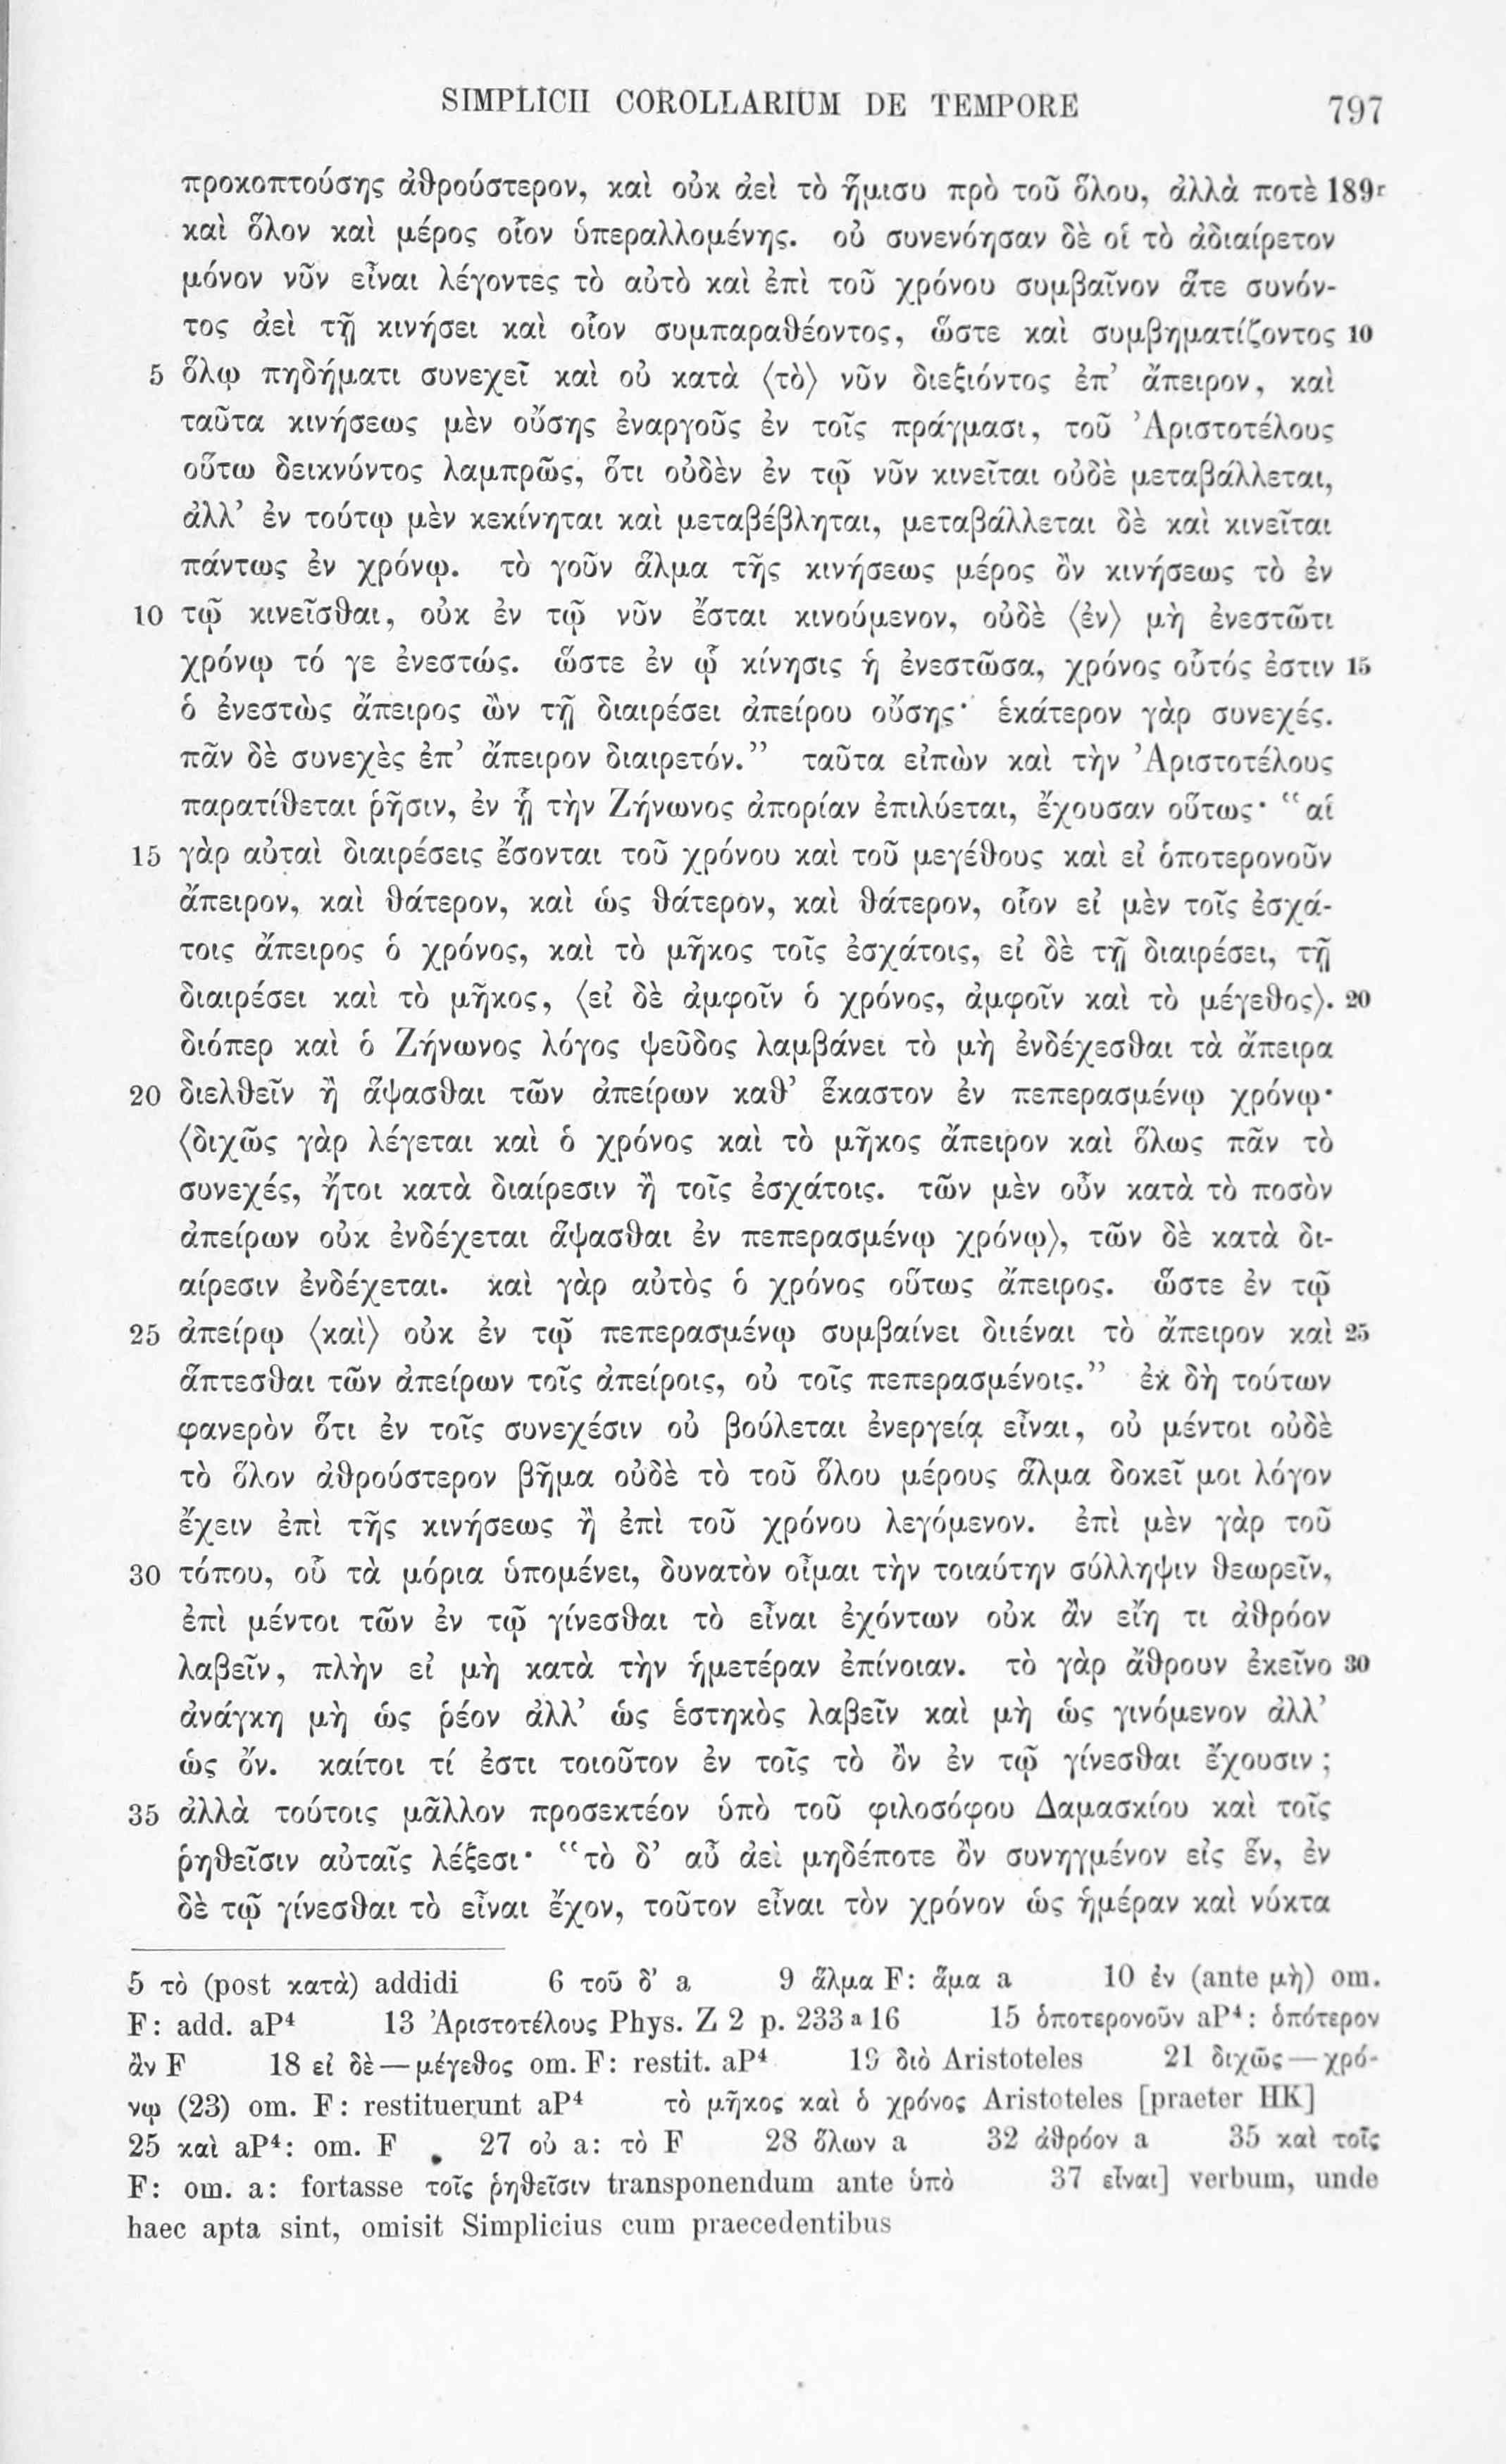 SIMPLICII COROLLARIUM DE TEMPORE 797
προκοπτούσης ἀθρούστερον, καὶ οὐκ ἀεὶ τὸ ἥμισυ πρὸ τοῦ ὅλου, ἀλλὰ ποτὲ 189r
καὶ ὅλον καὶ μέρος οἷον ὑπεραλλομένης. οὐ συνενόησαν δὲ οἱ τὸ ἀδιαίρετον
μόνον νῦν εἶναι λέγοντες τὸ αὐτὸ καὶ ἐπὶ τοῦ χρόνου συμβαῖνον ἅτε συνόν-
τος ἀεὶ τῇ κινήσει καὶ οἷον συμπαραθέοντος, ὥστε καὶ συμβηματίζοντος 10
5 ὅλῳ πηδήματι συνεχεῖ καὶ οὐ κατὰ ⟨τὸ⟩ νῦν διεξιόντος ἐπ’ ἄπειρον, καὶ
ταῦτα κινήσεως μὲν οὔσης ἐναργοῦς ἐν τοῖς πράγμασι, τοῦ Ἀριστοτέλους
οὕτω δεικνύντος λαμπρῶς, ὅτι οὐδὲν ἐν τῷ νῦν κινεῖται οὐδὲ μεταβάλλεται,
ἀλλ’ ἐν τούτῳ μὲν κεκίνηται καὶ μεταβέβληται, μεταβάλλεται δὲ καὶ κινεῖται
πάντως ἐν χρόνῳ. τὸ γοῦν ἅλμα τῆς κινήσεως μέρος ὂν κινήσεως τὸ ἐν
10 τῷ κινεῖσθαι, οὐκ ἐν τῷ νῦν ἔσται κινούμενον, οὐδὲ ⟨ἐν⟩ μὴ ἐνεστῶτι
χρόνῳ τό γε ἐνεστώς. ὥστε ἐν ᾧ κίνησις ἡ ἐνεστῶσα, χρόνος οὗτός ἐστιν 15
ὁ ἐνεστὼς ἄπειρος ὢν τῇ διαιρέσει ἀπείρου οὔσης· ἑκάτερον γὰρ συνεχές.
πᾶν δὲ συνεχὲς ἐπ’ ἄπειρον διαιρετόν.” ταῦτα εἰπὼν καὶ τὴν Ἀριστοτέλους
παρατίθεται ῥῆσιν, ἐν ᾗ τὴν Ζήνωνος ἀπορίαν ἐπιλύεται, ἔχουσαν οὕτως· “αἱ
15 γὰρ αὐταὶ διαιρέσεις ἔσονται τοῦ χρόνου καὶ τοῦ μεγέθους καὶ εἰ ὁποτερονοῦν
ἄπειρον, καὶ θάτερον, καὶ ὡς θάτερον, καὶ θάτερον, οἷον εἰ μὲν τοῖς ἐσχά-
τοις ἄπειρος ὁ χρόνος, καὶ τὸ μῆκος τοῖς ἐσχάτοις, εἰ δὲ τῇ διαιρέσει, τῇ
διαιρέσει καὶ τὸ μῆκος, ⟨εἰ δὲ ἀμφοῖν ὁ χρόνος, ἀμφοῖν καὶ τὸ μέγεθος⟩. 20
διόπερ καὶ ὁ Ζήνωνος λόγος ψεῦδος λαμβάνει τὸ μὴ ἐνδέχεσθαι τὰ ἄπειρα
20 διελθεῖν ἢ ἅψασθαι τῶν ἀπείρων καθ’ ἕκαστον ἐν πεπερασμένῳ χρόνῳ·
⟨διχῶς γὰρ λέγεται καὶ ὁ χρόνος καὶ τὸ μῆκος ἄπειρον καὶ ὅλως πᾶν τὸ
συνεχές, ἤτοι κατὰ διαίρεσιν ἢ τοῖς ἐσχάτοις. τῶν μὲν οὖν κατὰ τὸ ποσὸν
ἀπείρων οὐκ ἐνδέχεται ἅψασθαι ἐν πεπερασμένῳ χρόνῳ⟩, τῶν δὲ κατὰ δι-
αίρεσιν ἐνδέχεται. καὶ γὰρ αὐτὸς ὁ χρόνος οὕτως ἄπειρος. ὥστε ἐν τῷ
25 ἀπείρῳ ⟨καὶ⟩ οὐκ ἐν τῷ πεπερασμένῳ συμβαίνει διιέναι τὸ ἄπειρον καὶ 25
ἅπτεσθαι τῶν ἀπείρων τοῖς ἀπείροις, οὐ τοῖς πεπερασμένοις.” ἐκ δὴ τούτων
φανερὸν ὅτι ἐν τοῖς συνεχέσιν οὐ βούλεται ἐνεργείᾳ εἶναι, οὐ μέντοι οὐδὲ
τὸ ὅλον ἀθρούστερον βῆμα οὐδὲ τὸ τοῦ ὅλου μέρους ἅλμα δοκεῖ μοι λόγον
ἔχειν ἐπὶ τῆς κινήσεως ἢ ἐπὶ τοῦ χρόνου λεγόμενον. ἐπὶ μὲν γὰρ τοῦ
30 τόπου, οὗ τὰ μόρια ὑπομένει, δυνατὸν οἶμαι τὴν τοιαύτην σύλληψιν θεωρεῖν,
ἐπὶ μέντοι τῶν ἐν τῷ γίνεσθαι τὸ εἶναι ἐχόντων οὐκ ἂν εἴη τι ἀθρόον
λαβεῖν, πλὴν εἰ μὴ κατὰ τὴν ἡμετέραν ἐπίνοιαν. τὸ γὰρ ἄθρουν ἐκεῖνο 30
ἀνάγκη μὴ ὡς ῥέον ἀλλ’ ὡς ἑστηκὸς λαβεῖν καὶ μὴ ὡς γινόμενον ἀλλ’
ὡς ὄν. καίτοι τί ἐστι τοιοῦτον ἐν τοῖς τὸ ὂν ἐν τῷ γίνεσθαι ἔχουσιν;
35 ἀλλὰ τούτοις μᾶλλον προσεκτέον ὑπὸ τοῦ φιλοσόφου Δαμασκίου καὶ τοῖς
ῥηθεῖσιν αὐταῖς λέξεσι· “τὸ δ’ αὖ ἀεὶ μηδέποτε ὂν συνηγμένον εἰς ἕν, ἐν
δὲ τῷ γίνεσθαι τὸ εἶναι ἔχον, τοῦτον εἶναι τὸν χρόνον ὡς ἡμέραν καὶ νύκτα
5 τὸ (post κατὰ) addidi 6 τοῦ δ’ a 9 ἅλμα F: ἅμα a 10 ἐν (ante μὴ) om.
F: add. aP⁴ 13 Ἀριστοτέλους Phys. Z 2 p. 233a16 15 ὁποτερονοῦν aP⁴: ὁπότερον
ἂν F 18 εἰ δὲ—μέγεθος om. F: restit. aP⁴ 19 διὸ Aristoteles 21 διχῶς—χρό-
νῳ (23) om. F: restituerunt aP⁴ τὸ μῆκος καὶ ὁ χρόνος Aristoteles [praeter HK]
25 καὶ aP⁴: om. F 27 οὐ a: τὸ F 28 ὅλων a 32 ἀθρόον a 35 καὶ τοῖς
F: om. a: fortasse τοῖς ῥηθεῖσιν transponendum ante ὑπὸ 37 εἶναι] verbum, unde
haec apta sint, omisit Simplicius cum praecedentibus